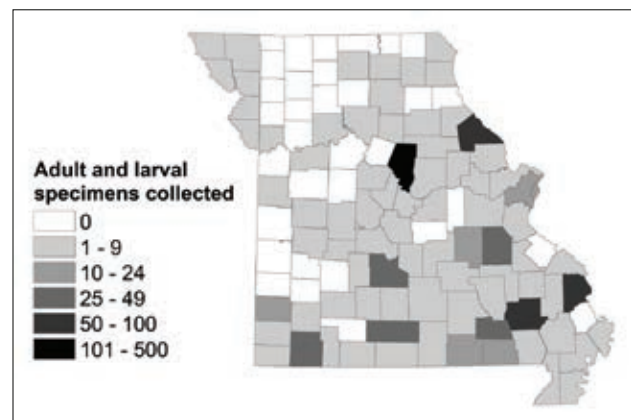 Adult and larval
specimens collected
0
1 - 9
10 - 24
25 - 49
50 - 100
101 - 500